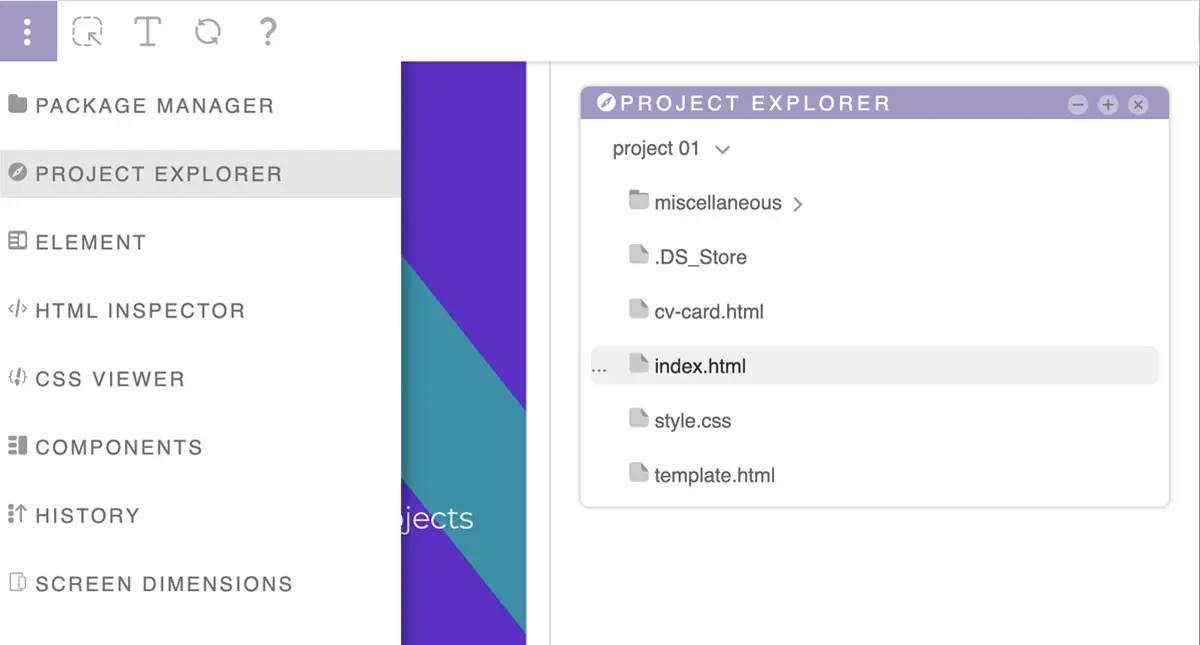 PACKAGE MANAGER
PROJECT EXPLORER
ELEMENT
HTML INSPECTOR
CSS VIEWER
COMPONENTS
HISTORY
SCREEN DIMENSIONS
jects
PROJECT EXPLORER
project 01
miscellaneous
.DS_Store
cv-card.html
... index.html
style.css
template.html